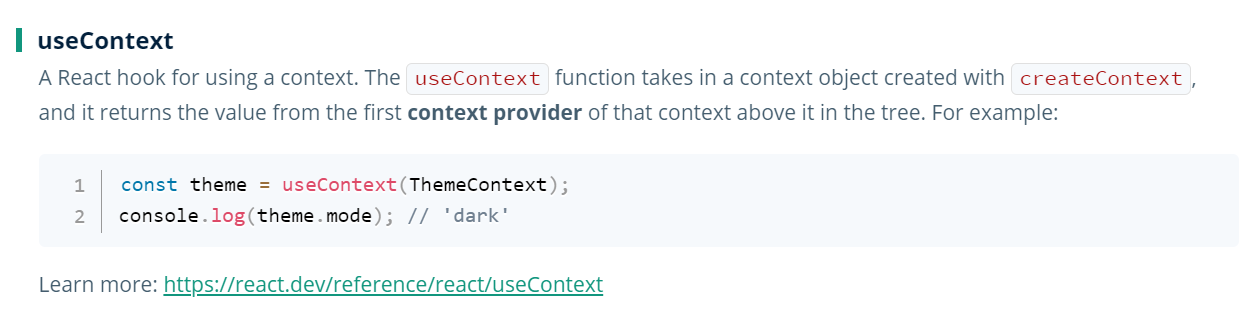 useContext
A React hook for using a context. The useContext function takes in a context object created with createContext,
and it returns the value from the first context provider of that context above it in the tree. For example:
1 const theme = useContext(ThemeContext);
2 console.log(theme.mode); // 'dark'
Learn more: https://react.dev/reference/react/useContext